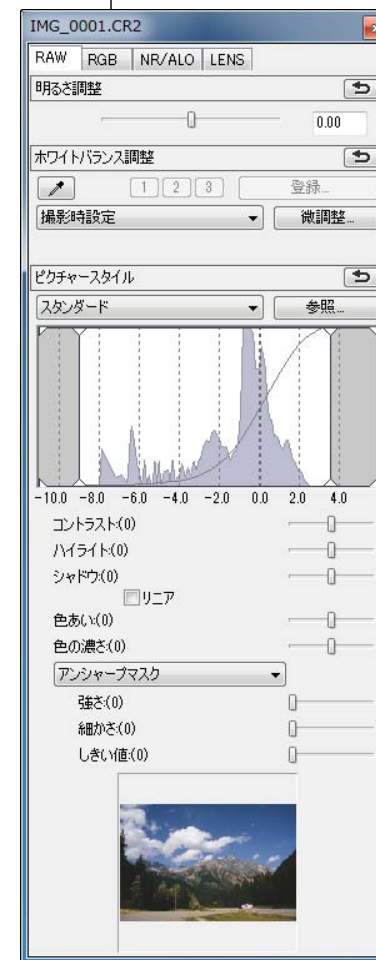 IMG_0001.CR2
RAW RGB NR/ALO LENS
明るさ調整
0.00
ホワイトバランス調整
1 2 3 登録...
撮影時設定 微調整...
ピクチャースタイル
スタンダード 参照...
-10.0 -8.0 -6.0 -4.0 -2.0 0.0 2.0 4.0
コントラスト:(0)
ハイライト:(0)
シャドウ:(0)
リニア
色あい:(0)
色の濃さ:(0)
アンシャープマスク
強さ:(0)
細かさ:(0)
しきい値:(0)